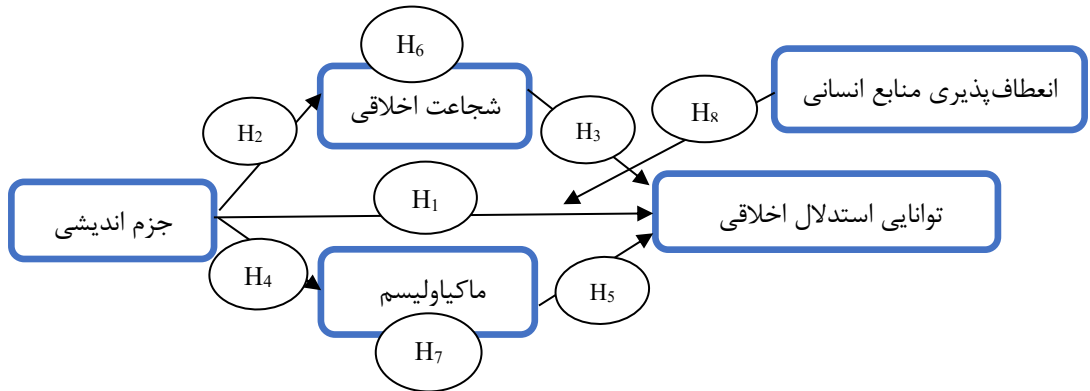 H6
شجاعت اخلاقی
انعطاف‌پذیری منابع انسانی
H8
H2
H3
جزم اندیشی
H1
توانایی استدلال اخلاقی
H4
ماکیاولیسم
H5
H7